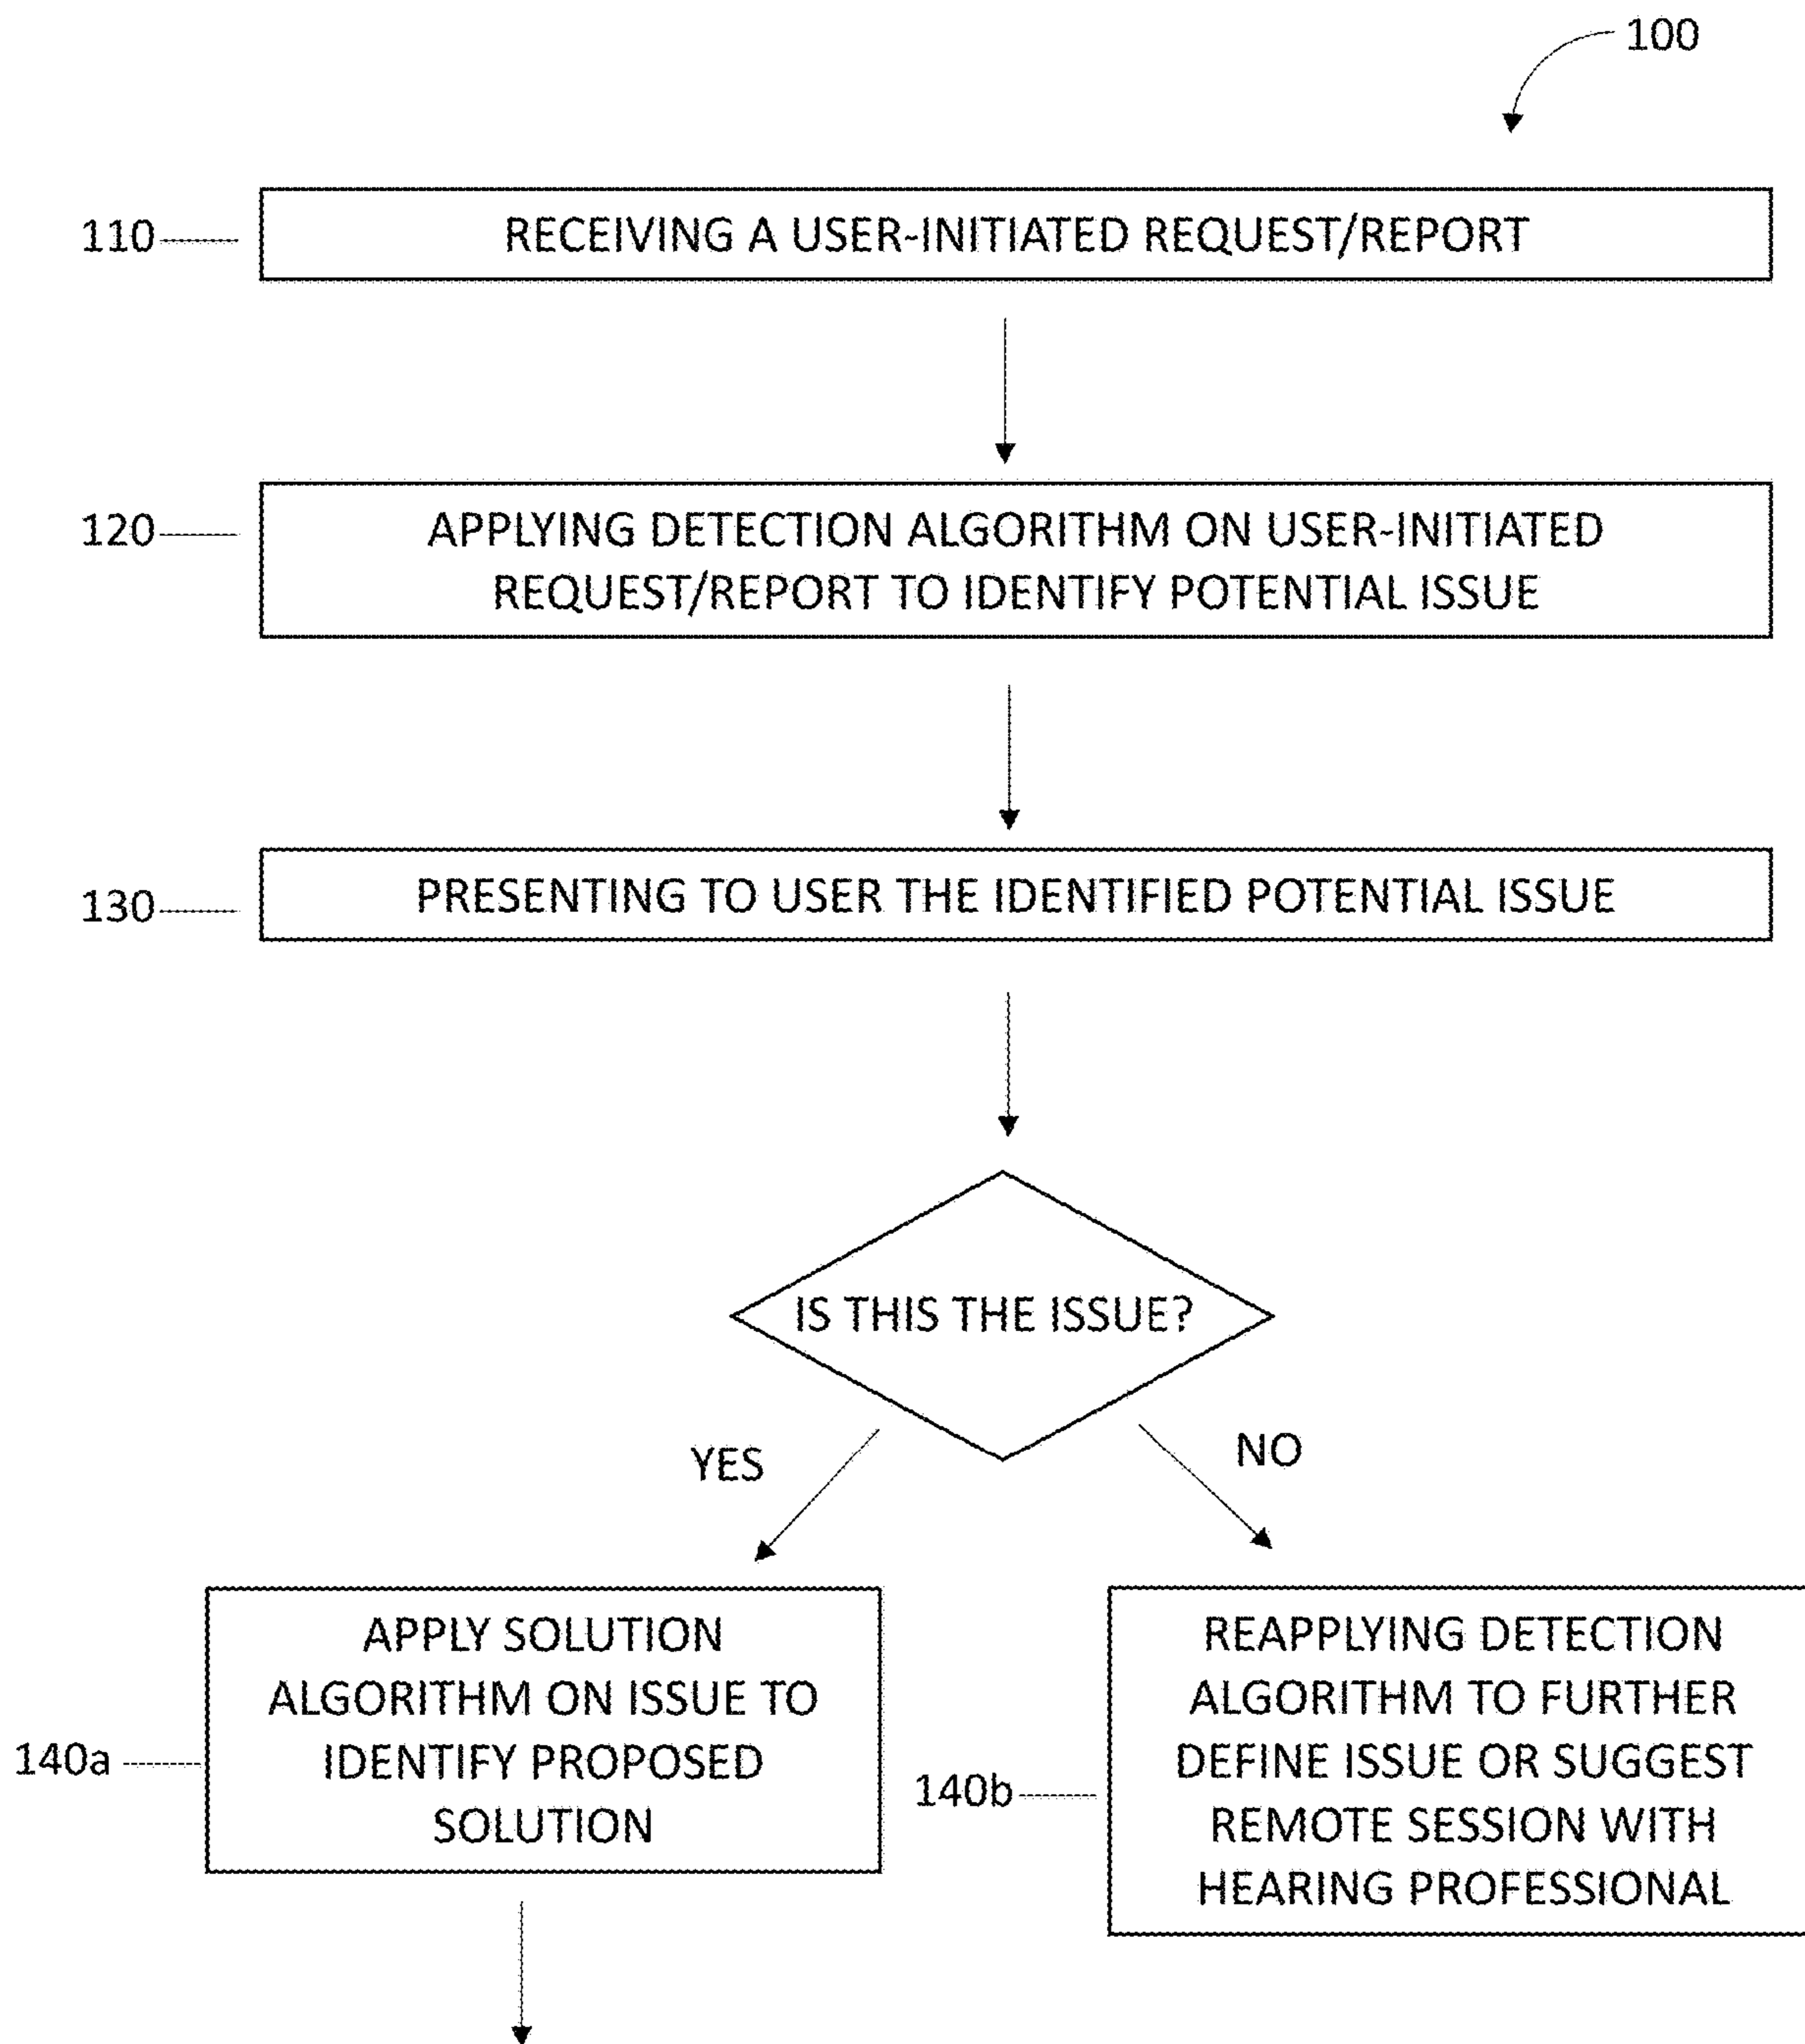 100
110
RECEIVING A USER-INITIATED REQUEST/REPORT
120
APPLYING DETECTION ALGORITHM ON USER-INITIATED
REQUEST/REPORT TO IDENTIFY POTENTIAL ISSUE
130
PRESENTING TO USER THE IDENTIFIED POTENTIAL ISSUE
IS THIS THE ISSUE?
YES
NO
140a
APPLY SOLUTION
ALGORITHM ON ISSUE TO
IDENTIFY PROPOSED
SOLUTION
140b
REAPPLYING DETECTION
ALGORITHM TO FURTHER
DEFINE ISSUE OR SUGGEST
REMOTE SESSION WITH
HEARING PROFESSIONAL